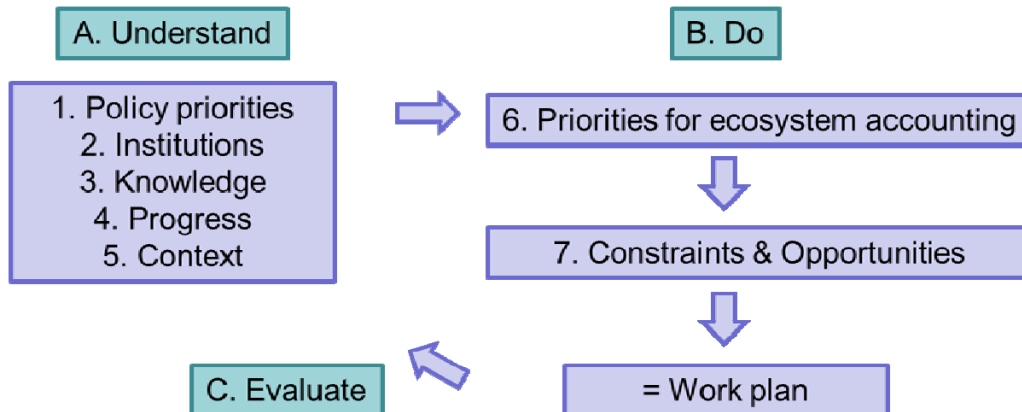 A. Understand
B. Do
1. Policy priorities
2. Institutions
3. Knowledge
4. Progress
5. Context
6. Priorities for ecosystem accounting
7. Constraints & Opportunities
= Work plan
C. Evaluate